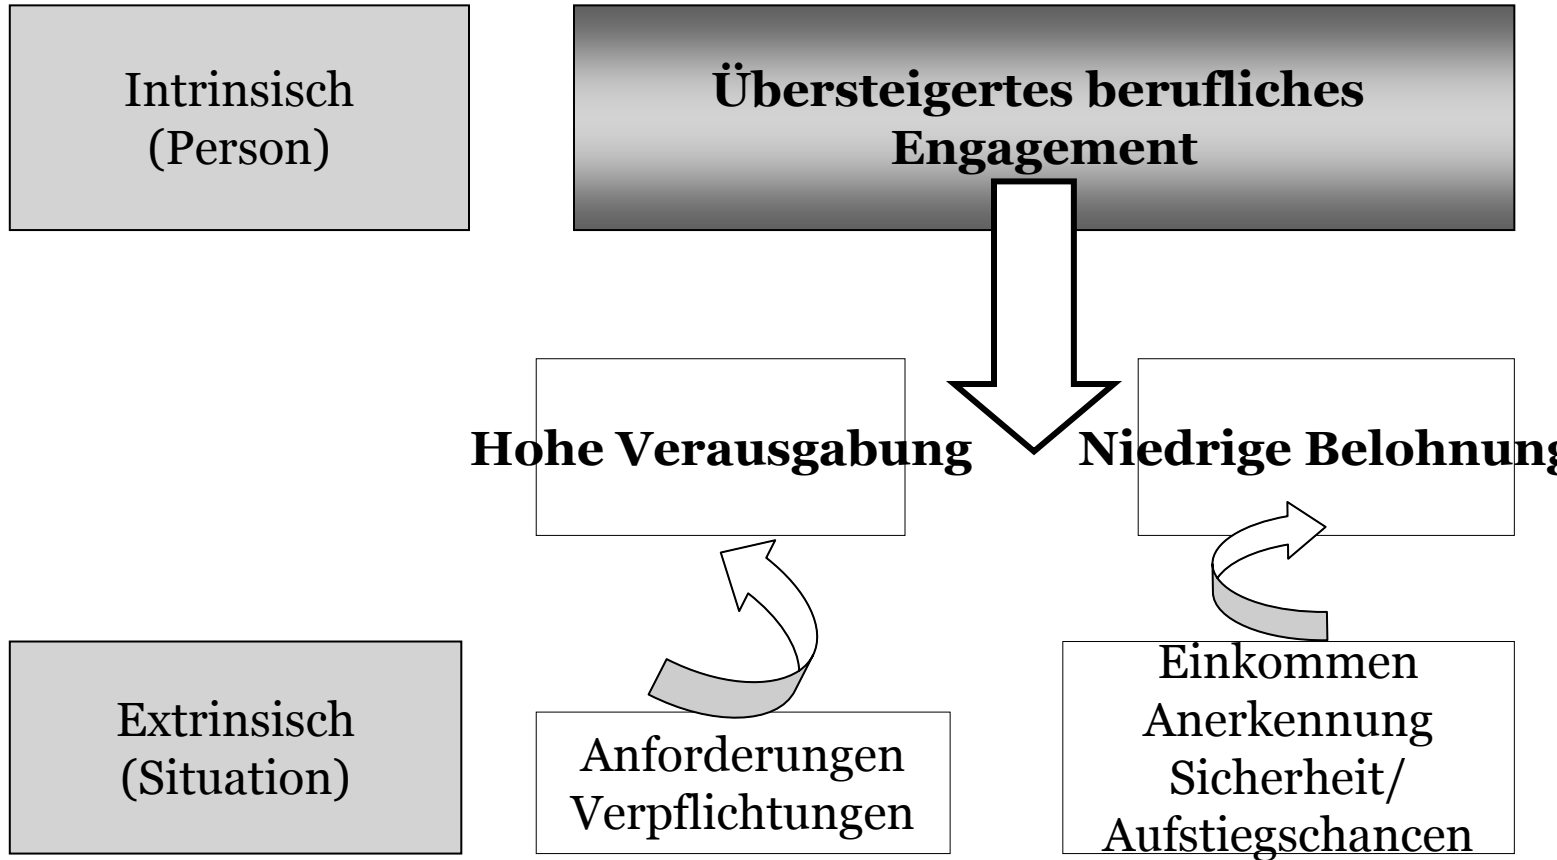 Intrinsisch
(Person)
Übersteigertes berufliches
Engagement
Hohe Verausgabung
Niedrige Belohnung
Extrinsisch
(Situation)
Anforderungen
Verpflichtungen
Einkommen
Anerkennung
Sicherheit/
Aufstiegschancen